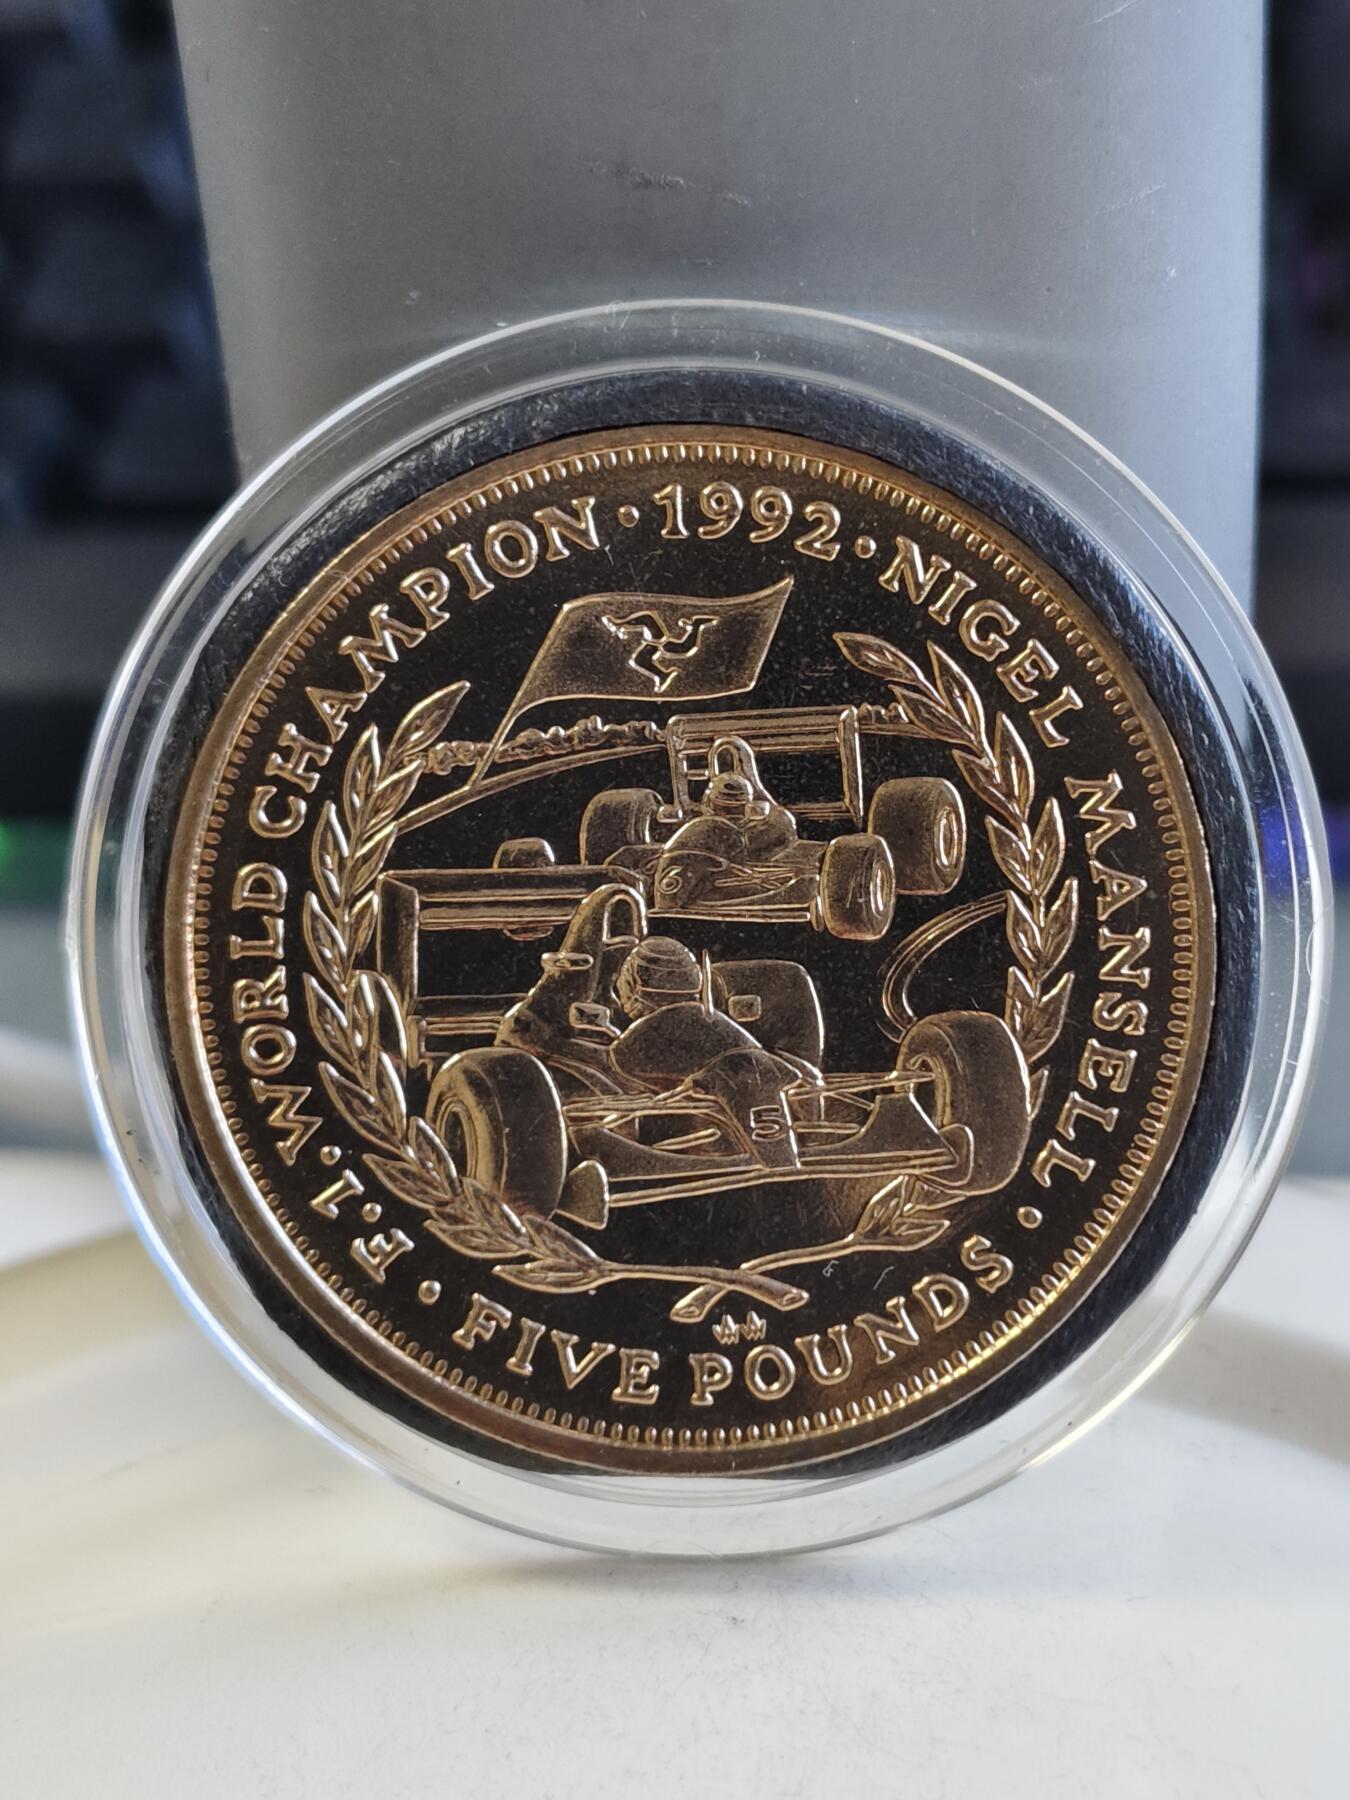 F.1. WORLD CHAMPION · 1992 · NIGEL MANSELL ·
FIVE POUNDS ·
6
5